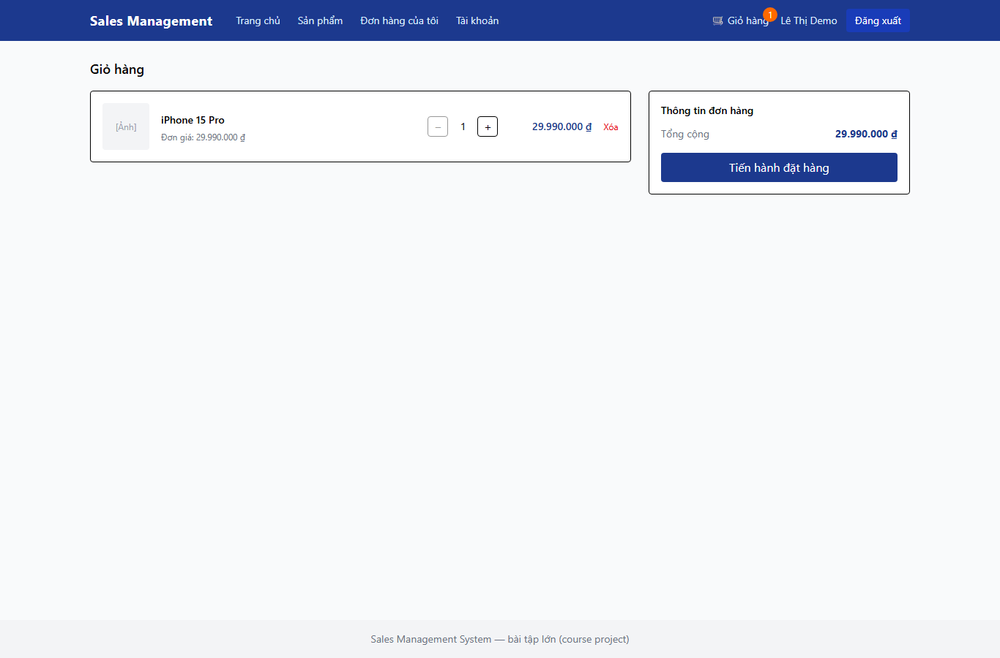 Sales Management Trang chủ Sản phẩm Đơn hàng của tôi Tài khoản 🛒 Giỏ hàng 1 Lê Thị Demo Đăng xuất
Giỏ hàng
[Ảnh]
iPhone 15 Pro
Đơn giá: 29.990.000 ₫
− 1 + 29.990.000 ₫ Xóa
Thông tin đơn hàng
Tổng cộng 29.990.000 ₫
Tiến hành đặt hàng
Sales Management System — bài tập lớn (course project)